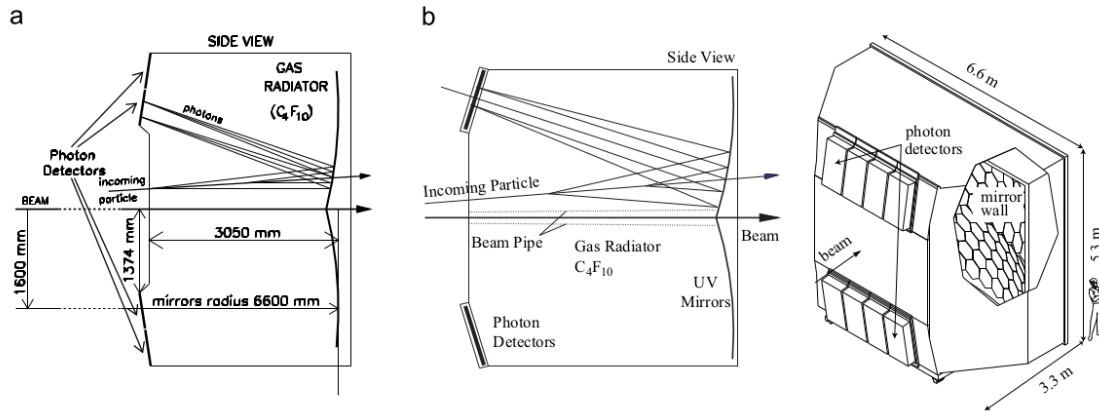 a
SIDE VIEW
GAS
RADIATOR
(C₄F₁₀)
photons
Photon
Detectors
incoming
particle
BEAM
3050 mm
1374 mm
1600 mm
mirrors radius 6600 mm
b
Side View
Incoming Particle
Beam Pipe
Beam
Gas Radiator
C₄F₁₀
UV
Mirrors
Photon
Detectors
6.6 m
photon
detectors
mirror
wall
beam
5.3 m
3.3 m